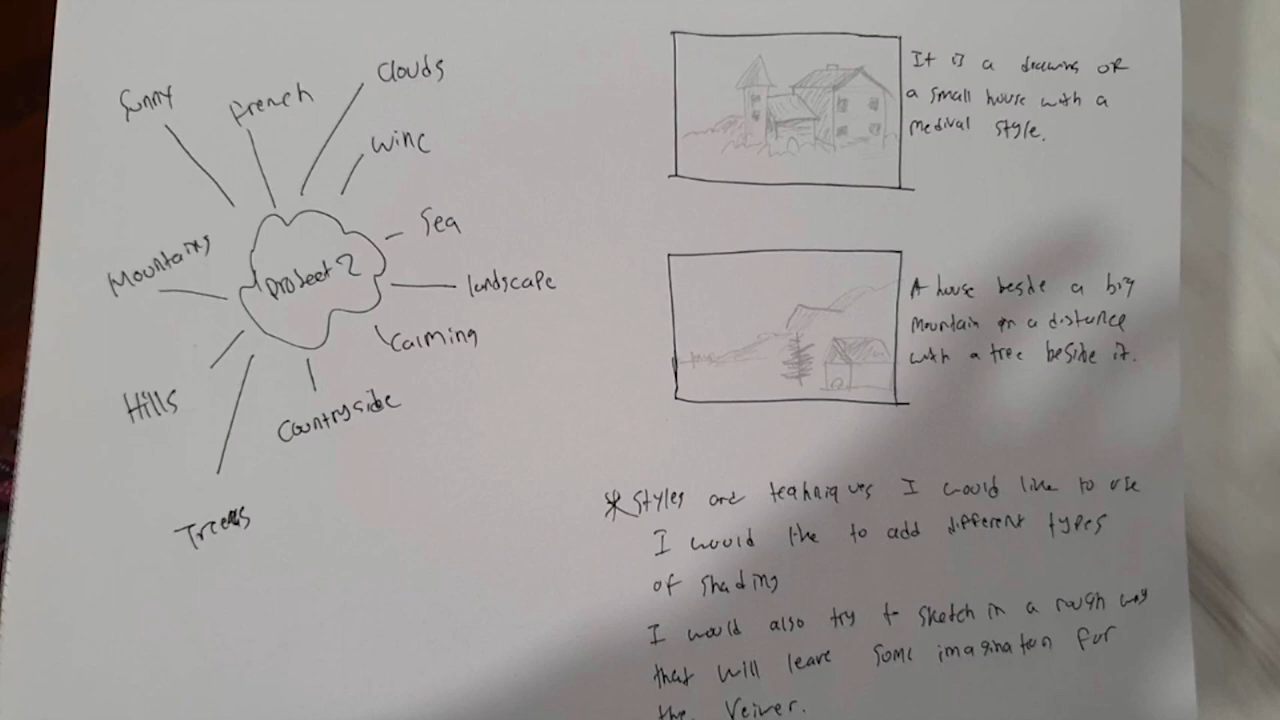 Sunny
French
Clouds
Winc
Sea
landscape
Calming
Countryside
Trees
Hills
Mountains
Project 2
It is a drawing or
a small house with a
medival style.
A house beside a big
Mountain in a distance
with a tree beside it.
*Styles and teahniques I would like to use
I would like to add different types
of shading
I would also try to sketch in a rough way
that will leave some imagination for
the Veiwer.